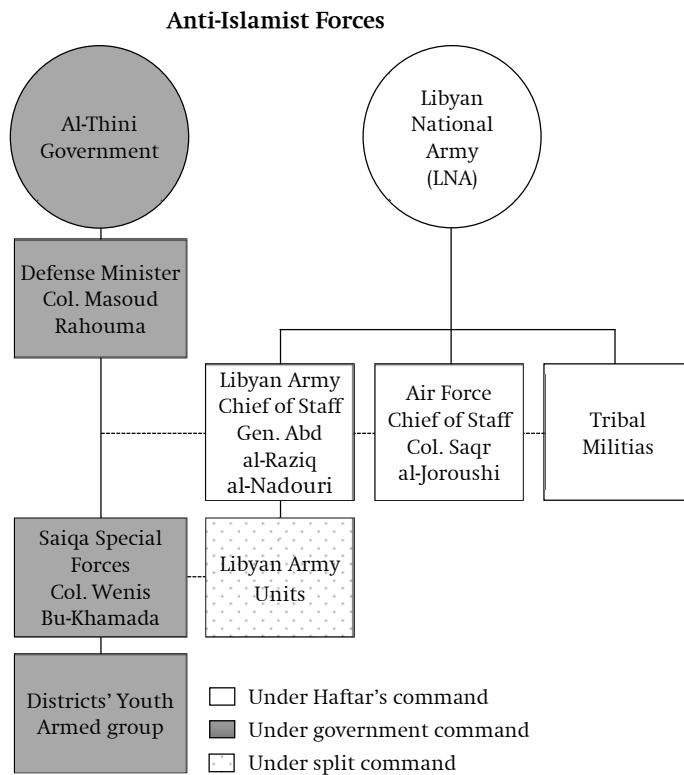 Anti-Islamist Forces
Al-Thini
Government
Libyan
National
Army
(LNA)
Defense Minister
Col. Masoud
Rahouma
Libyan Army
Chief of Staff
Gen. Abd
al-Raziq
al-Nadouri
Air Force
Chief of Staff
Col. Saqr
al-Joroushi
Tribal
Militias
Saiqa Special
Forces
Col. Wenis
Bu-Khamada
Libyan Army
Units
Districts’ Youth
Armed group
Under Haftar’s command
Under government command
Under split command